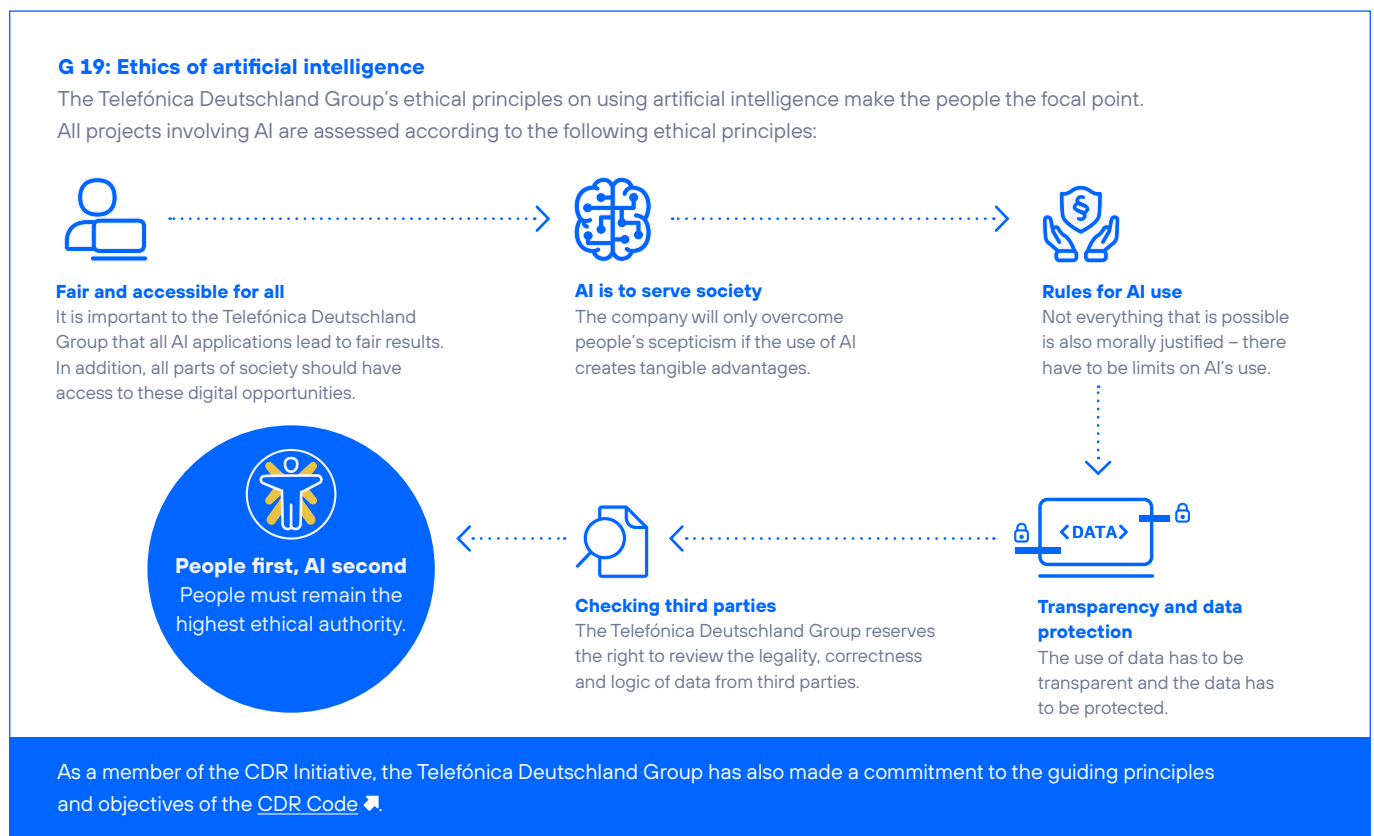 G 19: Ethics of artificial intelligence
The Telefónica Deutschland Group's ethical principles on using artificial intelligence make the people the focal point.
All projects involving AI are assessed according to the following ethical principles:
Fair and accessible for all
It is important to the Telefónica Deutschland
Group that all AI applications lead to fair results.
In addition, all parts of society should have
access to these digital opportunities.
AI is to serve society
The company will only overcome
people's scepticism if the use of AI
creates tangible advantages.
§
Rules for AI use
Not everything that is possible
is also morally justified – there
have to be limits on AI's use.
<DATA>
Transparency and data
protection
The use of data has to be
transparent and the data has
to be protected.
Checking third parties
The Telefónica Deutschland Group reserves
the right to review the legality, correctness
and logic of data from third parties.
People first, AI second
People must remain the
highest ethical authority.
As a member of the CDR Initiative, the Telefónica Deutschland Group has also made a commitment to the guiding principles
and objectives of the CDR Code.